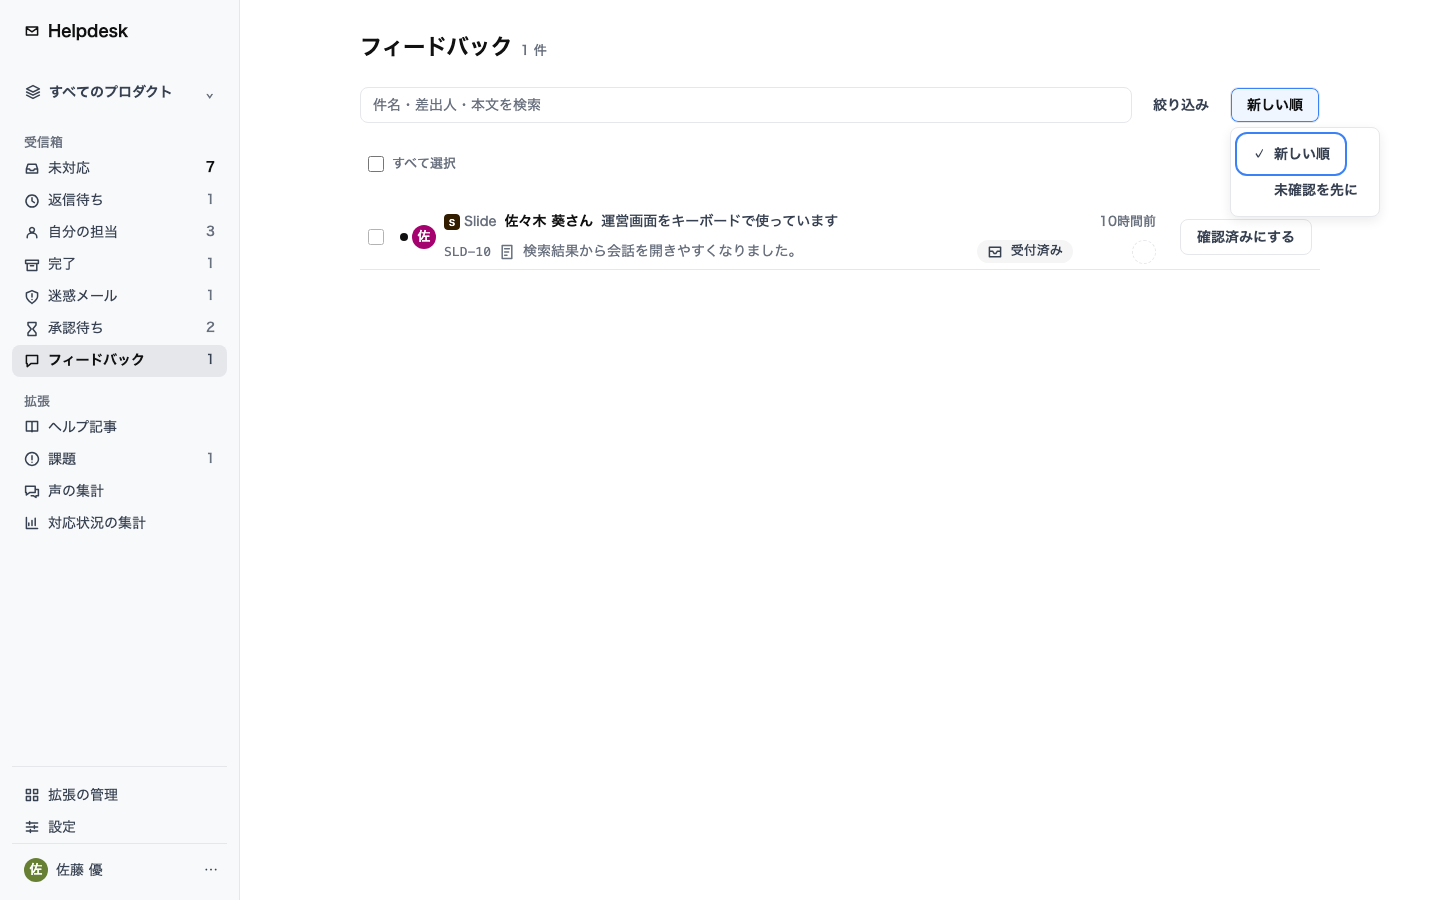 Helpdesk
すべてのプロダクト
受信箱
未対応 7
返信待ち 1
自分の担当 3
完了 1
迷惑メール 1
承認待ち 2
フィードバック 1
拡張
ヘルプ記事
課題 1
声の集計
対応状況の集計
拡張の管理
設定
佐 佐藤 優 …
フィードバック 1 件
件名・差出人・本文を検索 絞り込み 新しい順
✓ 新しい順
未確認を先に
すべて選択
佐 S Slide 佐々木 葵さん 運営画面をキーボードで使っています 10時間前
SLD-10 検索結果から会話を開きやすくなりました。 受付済み
確認済みにする